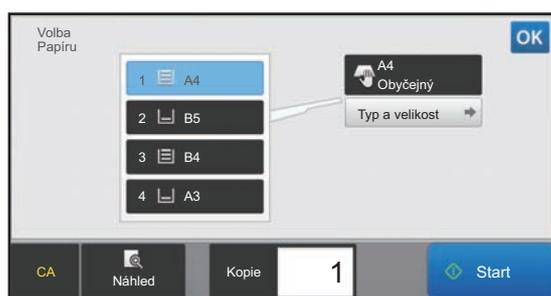 Volba
Papíru
OK
1 A4
2 B5
3 B4
4 A3
A4
Obyčejný
Typ a velikost
CA
Náhled
Kopie
1
Start